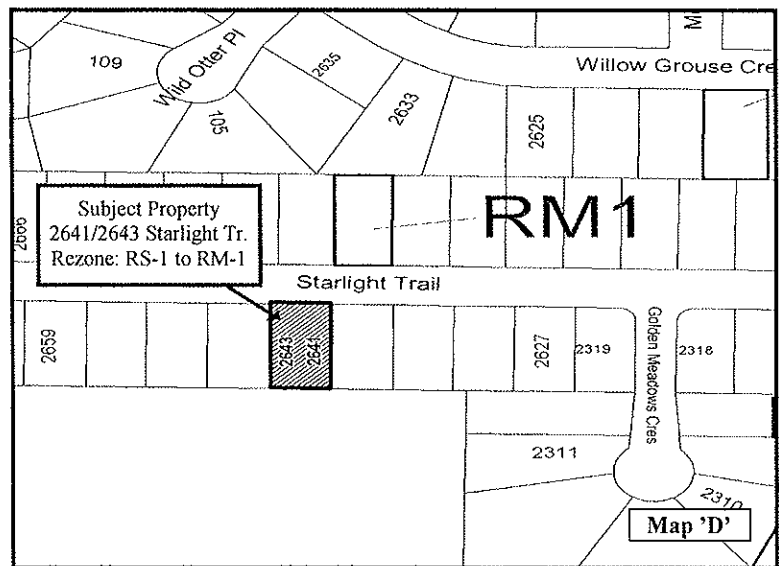 109
Wild Otter Pl
105
2635
2633
Willow Grouse Cre
2625
Subject Property
2641/2643 Starlight Tr.
Rezone: RS-1 to RM-1
RM1
Starlight Trail
2659
2643
2641
2627
2319
Golden Meadows Cres
2318
2311
2310
Map 'D'